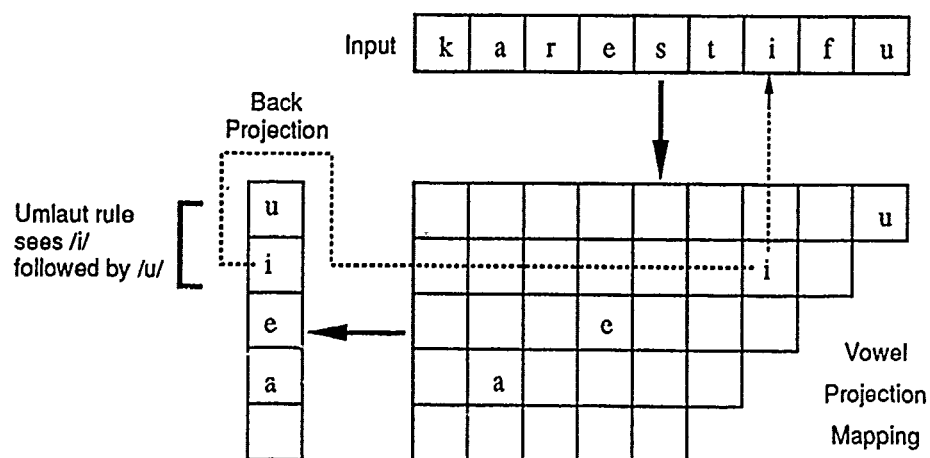 Input k a r e s t i f u
Back
Projection
Umlaut rule
sees /i/
followed by /u/
u
i
e
a
u
i
e
a
Vowel
Projection
Mapping